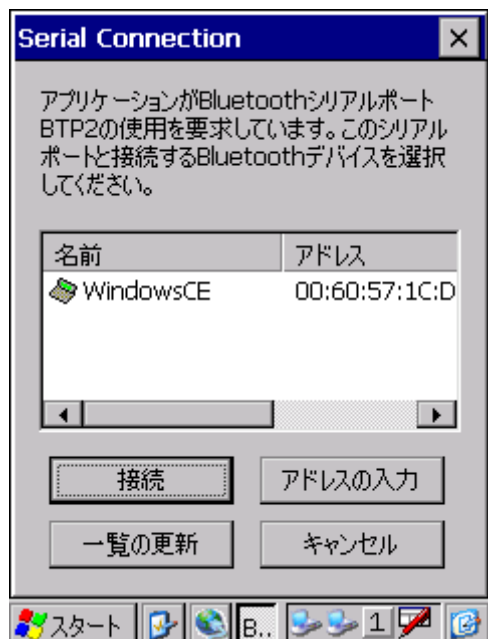 Serial Connection
アプリケーションがBluetoothシリアルポート
BTP2の使用を要求しています。このシリアル
ポートと接続するBluetoothデバイスを選択
してください。
名前 アドレス
WindowsCE 00:60:57:1C:D
接続 アドレスの入力
一覧の更新 キャンセル
スタート B.. 1